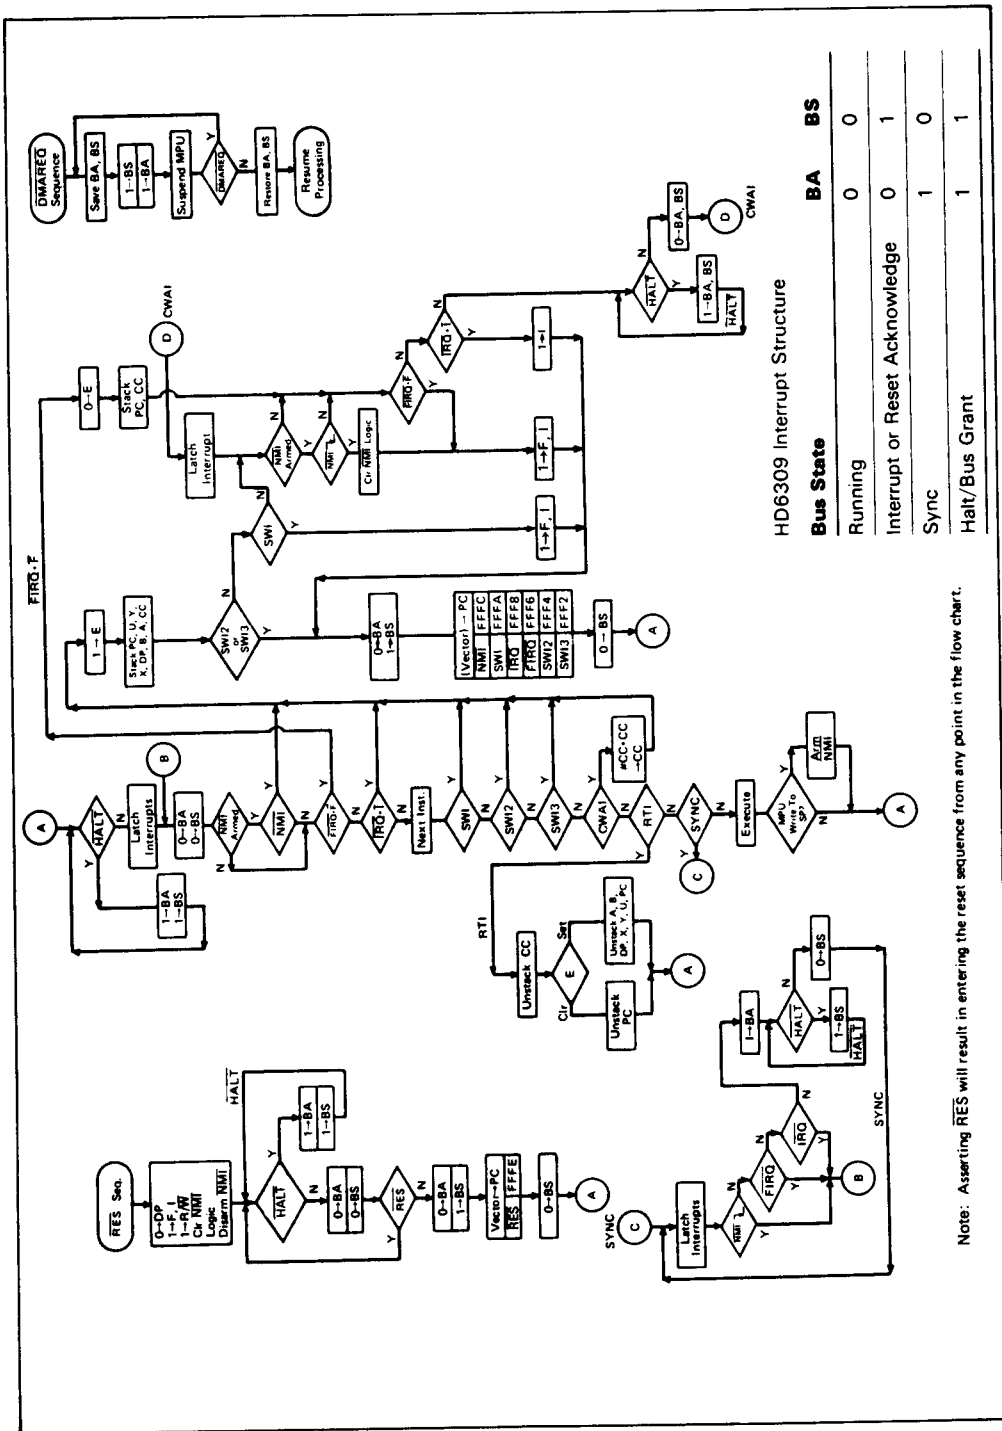 DMAREQ
Sequence
Save BA, BS
1→BS
1→BA
Suspend MPU
DMAREQ
Y
N
Restore BA, BS
Resume
Processing
FIRQ·F
0→E
Stack
PC, CC
D
CWAI
Latch
Interrupt
NMI
Armed
N
Y
NMI
N
Y
Clr NMI Logic
FIRQ·F
N
Y
IRQ·I
N
Y
1→I
1→F, I
1→F, I
HALT
N
Y
0→BA, BS
D
CWAI
1→BA, BS
HALT
1→E
Stack PC, U, Y,
X, DP, B, A, CC
SWI2
or
SWI3
N
Y
SWI
N
Y
0→BA
1→BS
(Vector) → PC
NMI FFFC
SWI FFFA
IRQ FFF8
FIRQ FFF6
SWI2 FFF4
SWI3 FFF2
0→BS
A
A
HALT
Y
N
1→BA
1→BS
Latch
Interrupts
B
0→BA
0→BS
NMI
Armed
N
Y
NMI
Y
N
FIRQ·F
Y
N
IRQ·I
Y
N
Next Inst.
SWI
Y
N
SWI2
Y
N
SWI3
Y
N
CWAI
Y
N
#CC·CC
→CC
RTI
Y
N
SYNC
Y
N
C
Execute
MPU
Write To
SP?
Y
N
Arm
NMI
A
RTI
Unstack CC
E
Clr
Set
Unstack
PC
Unstack A, B,
DP, X, Y, U, PC
A
RES Seq.
0→DP
1→F, I
1→R/W
Clr NMI
Logic
Disarm NMI
HALT
HALT
Y
N
1→BA
1→BS
0→BA
0→BS
RES
Y
N
0→BA
1→BS
Vector→PC
RES FFFE
0→BS
A
SYNC
C
Latch
Interrupts
NMI
N
Y
FIRQ
N
Y
IRQ
N
Y
B
1→BA
HALT
N
Y
1→BS
HALT
0→BS
SYNC
HD6309 Interrupt Structure
Bus State BA BS
Running 0 0
Interrupt or Reset Acknowledge 0 1
Sync 1 0
Halt/Bus Grant 1 1
Note: Asserting RES will result in entering the reset sequence from any point in the flow chart.